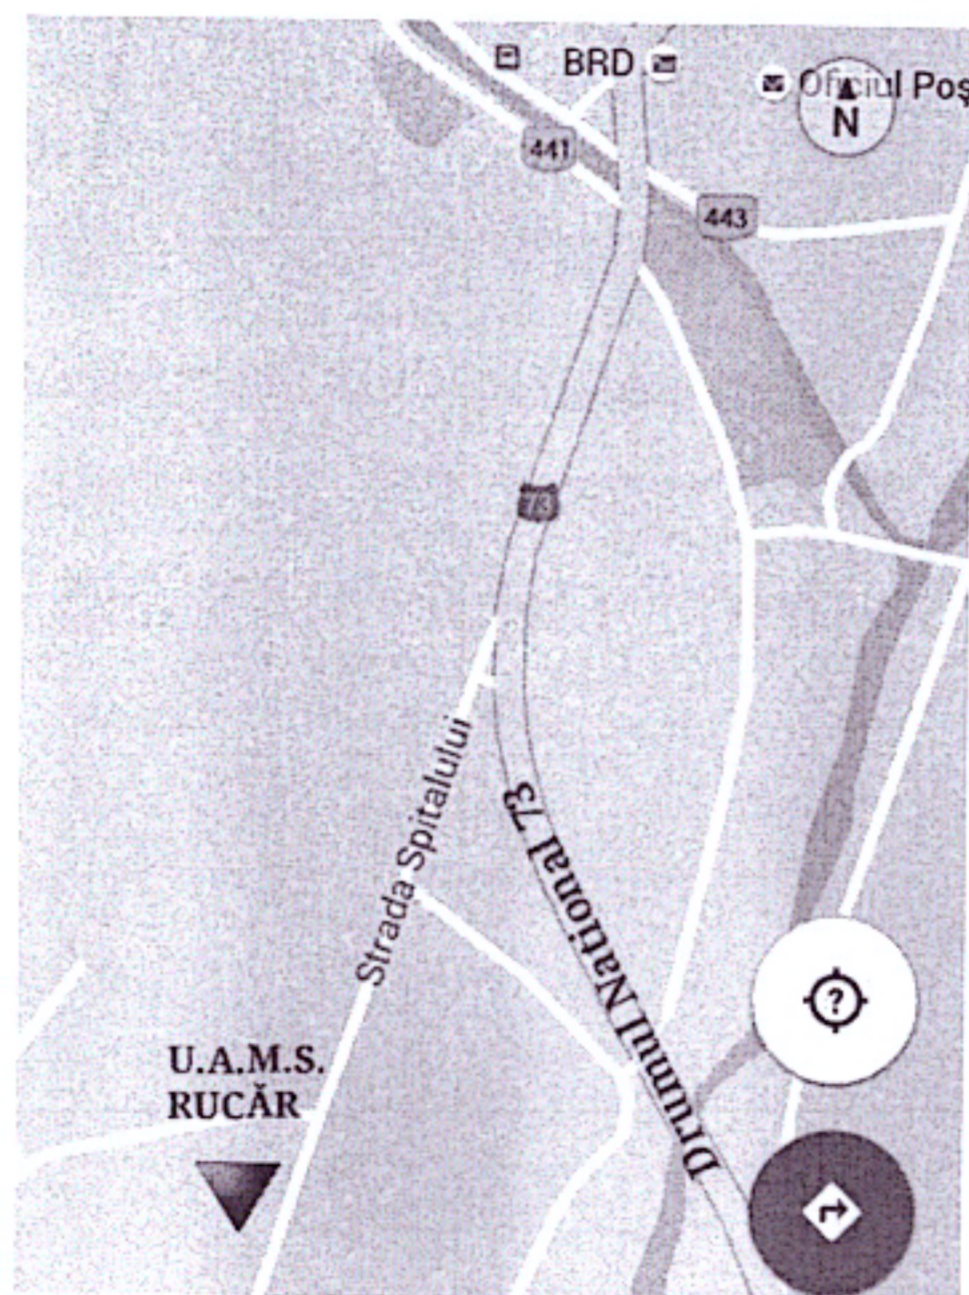 BRD
Oficiul Poș
N
441
443
73
Strada Spitalului
Drumul Național 73
U.A.M.S.
RUCĂR
?